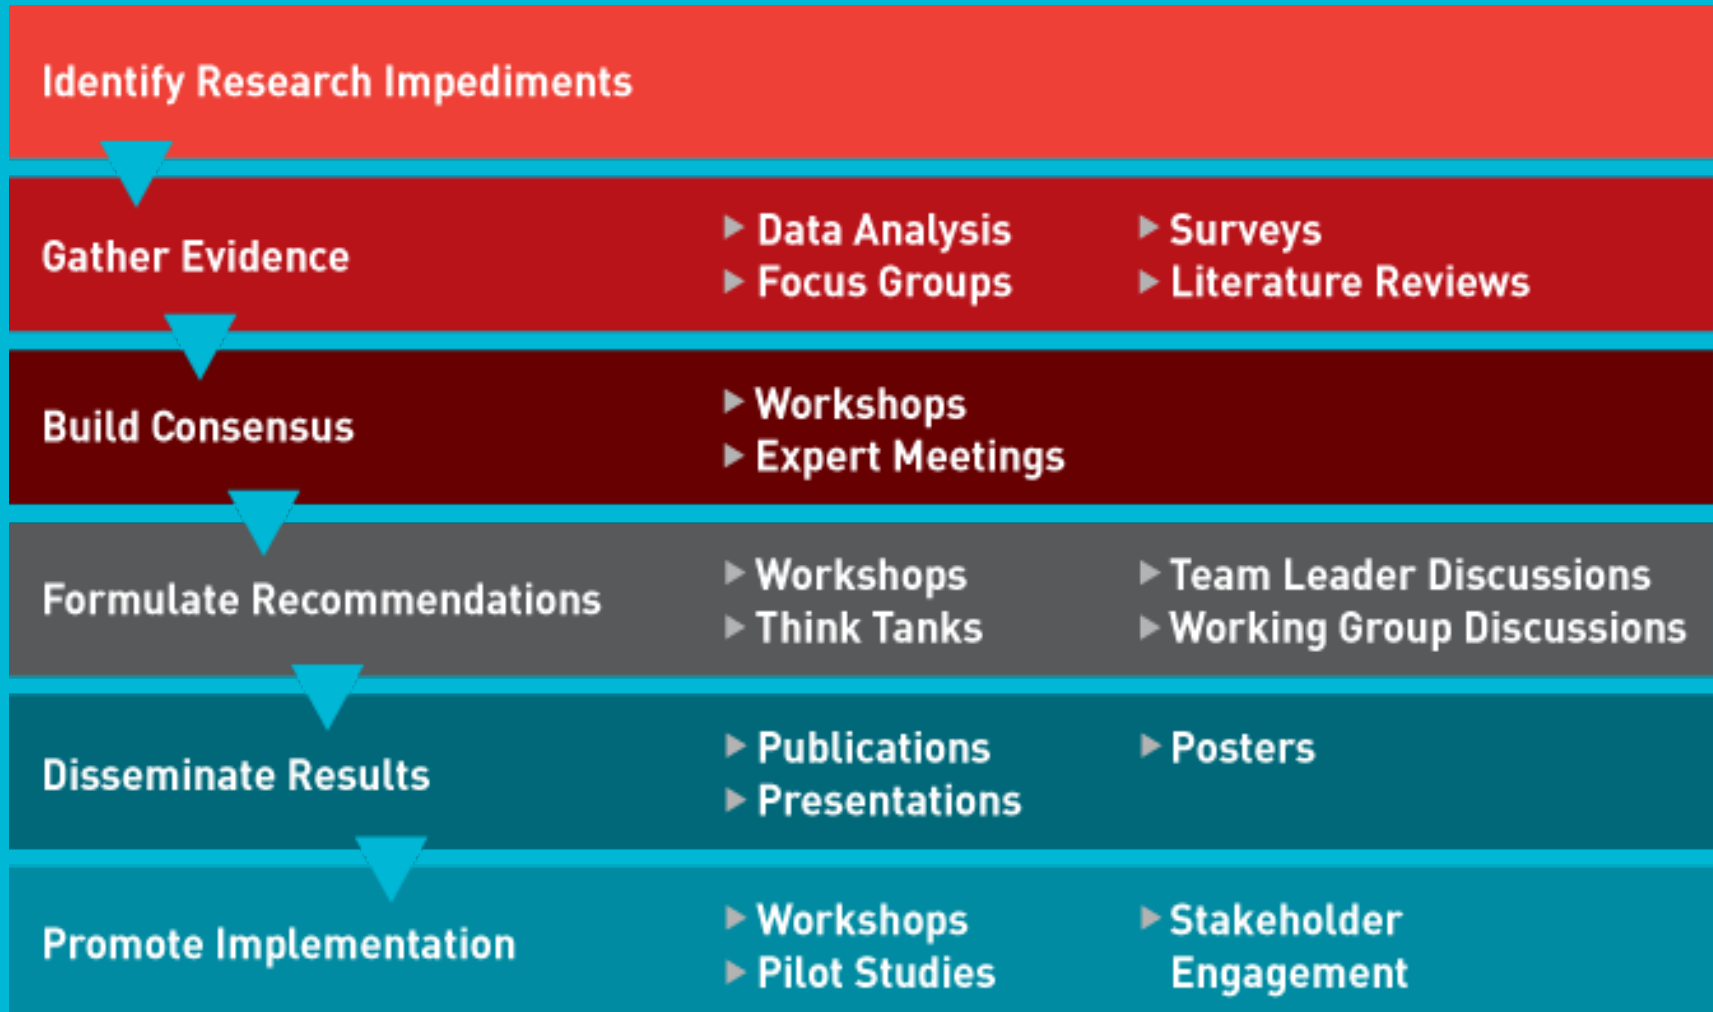 Identify Research Impediments
Gather Evidence
Data Analysis
Focus Groups
Surveys
Literature Reviews
Build Consensus
Workshops
Expert Meetings
Formulate Recommendations
Workshops
Think Tanks
Team Leader Discussions
Working Group Discussions
Disseminate Results
Publications
Presentations
Posters
Promote Implementation
Workshops
Pilot Studies
Stakeholder
Engagement